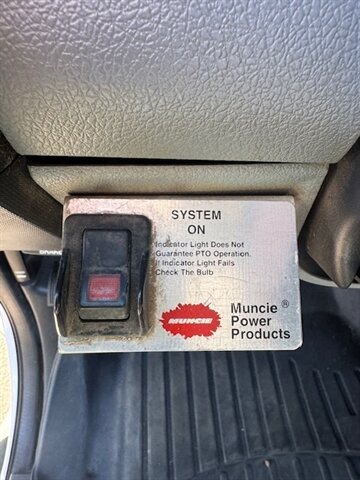 SYSTEM
ON
Indicator Light Does Not
Guarantee PTO Operation.
If Indicator Light Fails
Check The Bulb
MUNCIE
Muncie®
Power
Products